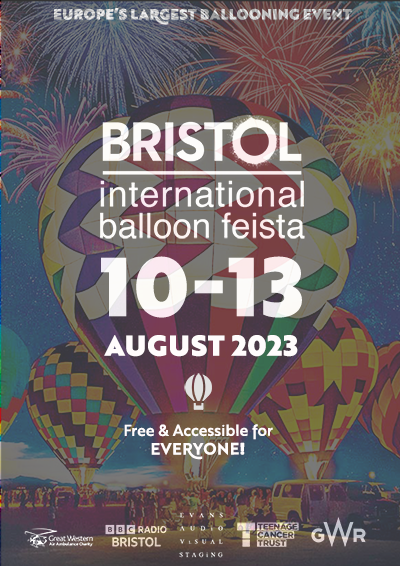 EUROPE'S LARGEST BALLOONING EVENT
BRISTOL
international
balloon feista
10-13
AUGUST 2023
Free & Accessible for
EVERYONE!
Great Western
Air Ambulance Charity
BBC RADIO
BRISTOL
EVANS
AUDIO
ViSUAL
STAGiNG
TEENAGE
CANCER
TRUST
GWR